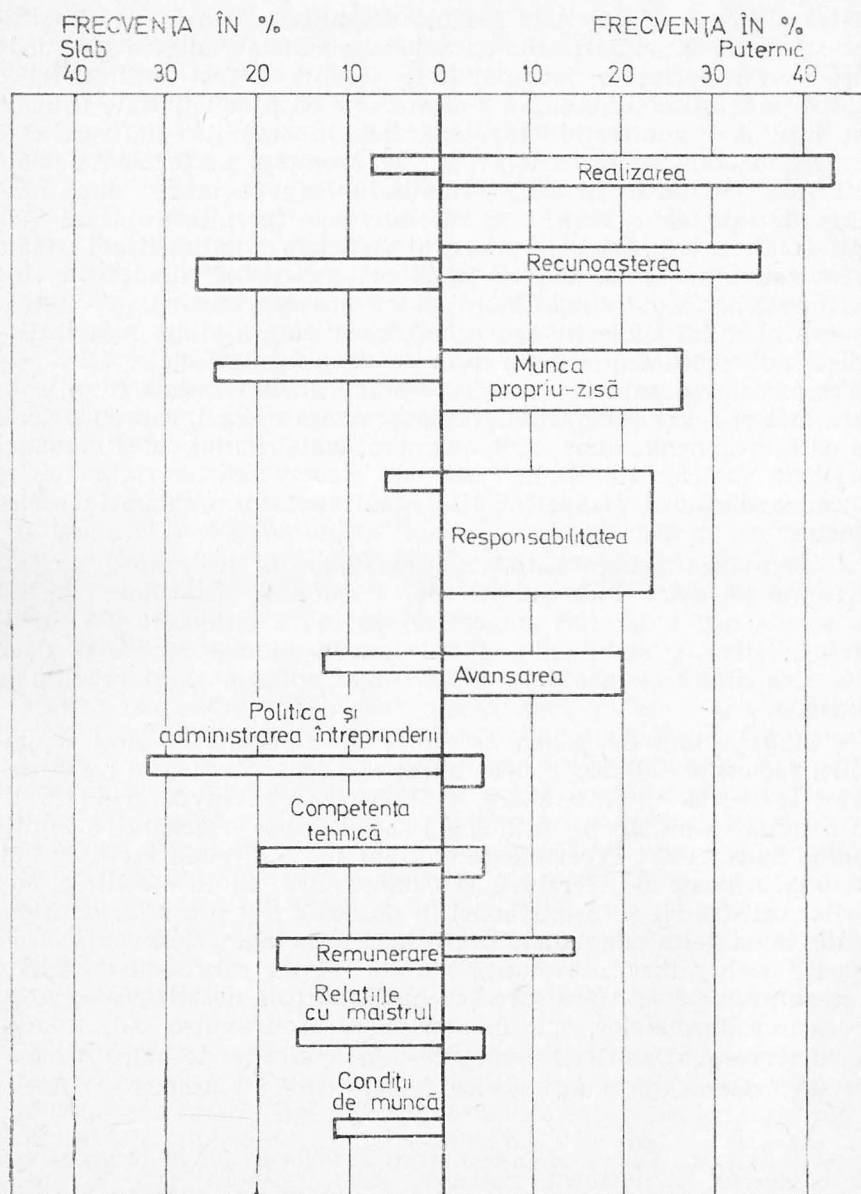 FRECVENȚA ÎN %
Slab
FRECVENȚA ÎN %
Puternic
40 30 20 10 0 10 20 30 40
Realizarea
Recunoașterea
Munca
propriu-zisă
Responsabilitatea
Avansarea
Politica și
administrarea întreprinderii
Competența
tehnică
Remunerare
Relațiile
cu maistrul
Condiții
de muncă